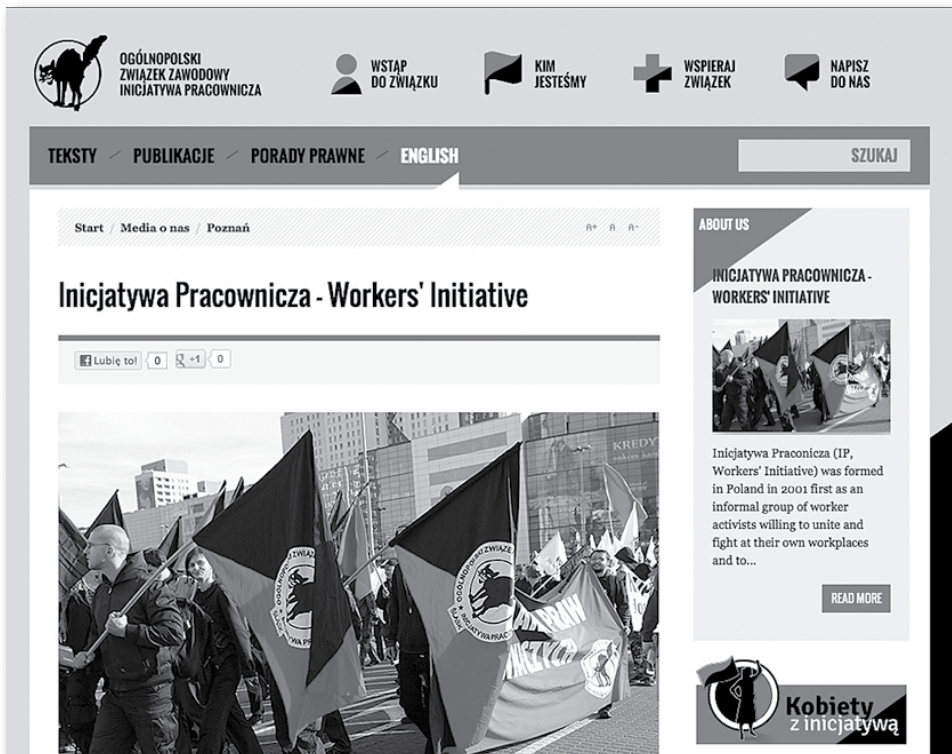 OGÓLNOPOLSKI
ZWIĄZEK ZAWODOWY
INICJATYWA PRACOWNICZA
WSTĄP
DO ZWIĄZKU
KIM
JESTEŚMY
WSPIERAJ
ZWIĄZEK
NAPISZ
DO NAS
TEKSTY / PUBLIKACJE / PORADY PRAWNE / ENGLISH
SZUKAJ
Start / Media o nas / Poznań
A+ A A-
Inicjatywa Pracownicza - Workers' Initiative
Lubię to! 0
+1 0
KREDY
OGÓLNOPOLSKI ZWIĄZ
ABOUT US
INICJATYWA PRACOWNICZA -
WORKERS' INITIATIVE
Inicjatywa Praconicza (IP,
Workers' Initiative) was formed
in Poland in 2001 first as an
informal group of worker
activists willing to unite and
fight at their own workplaces
and to...
READ MORE
Kobiety
z inicjatywą